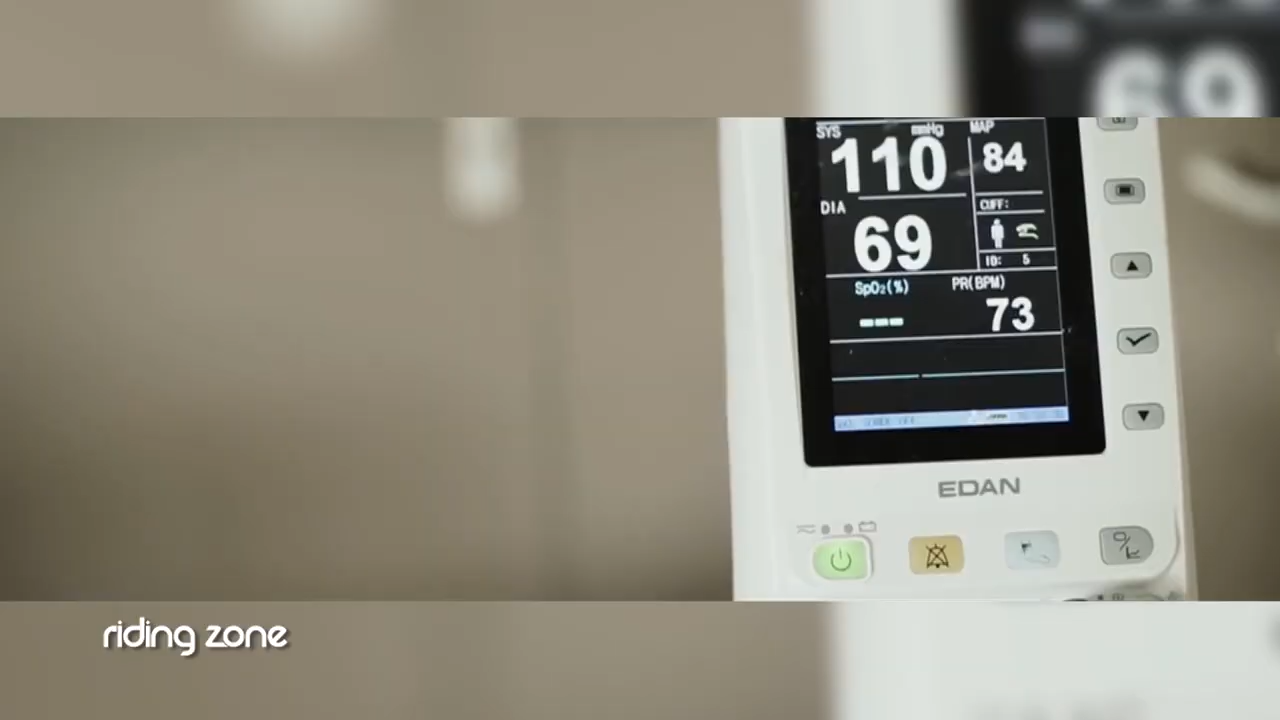 SYS mmHg MAP
110 84
DIA CUFF:
69
ID: 5
SpO₂(%) PR(BPM)
--- 73
EDAN
riding zone